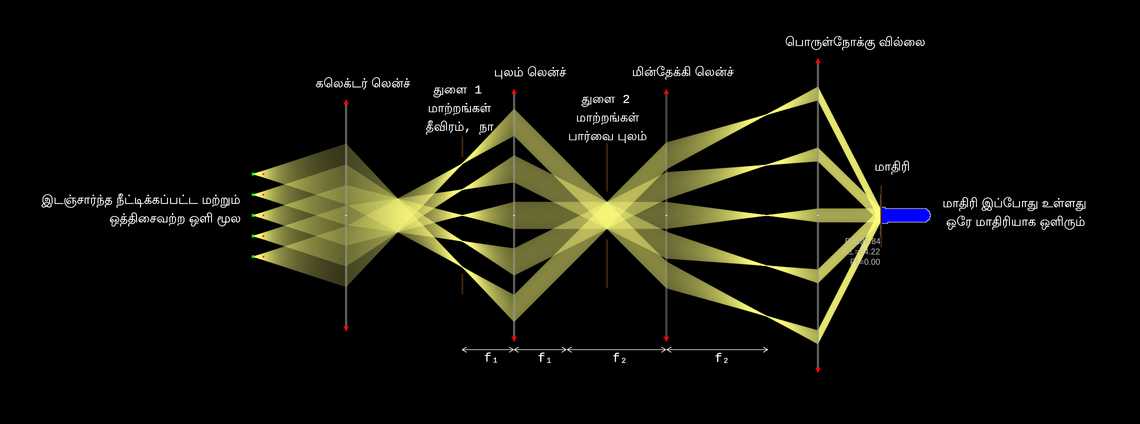 பொருள்நோக்கு வில்லை
கலெக்டர் லென்ச்
புலம் லென்ச்
மின்தேக்கி லென்ச்
துளை 1
மாற்றங்கள்
தீவிரம், நா
துளை 2
மாற்றங்கள்
பார்வை புலம்
மாதிரி
இடஞ்சார்ந்த நீட்டிக்கப்பட்ட மற்றும்
ஒத்திசைவற்ற ஒளி மூல
மாதிரி இப்போது உள்ளது
ஒரே மாதிரியாக ஒளிரும்
f₁
f₁
f₂
f₂